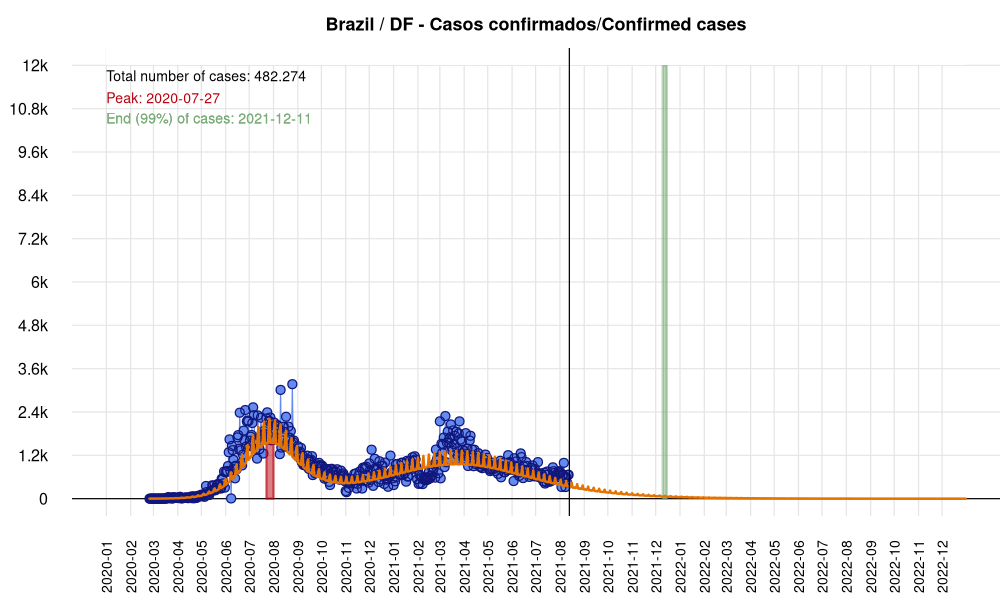 Brazil / DF - Casos confirmados/Confirmed cases
Total number of cases: 482.274
Peak: 2020-07-27
End (99%) of cases: 2021-12-11
12k
10.8k
9.6k
8.4k
7.2k
6k
4.8k
3.6k
2.4k
1.2k
0
2020-01
2020-02
2020-03
2020-04
2020-05
2020-06
2020-07
2020-08
2020-09
2020-10
2020-11
2020-12
2021-01
2021-02
2021-03
2021-04
2021-05
2021-06
2021-07
2021-08
2021-09
2021-10
2021-11
2021-12
2022-01
2022-02
2022-03
2022-04
2022-05
2022-06
2022-07
2022-08
2022-09
2022-10
2022-11
2022-12